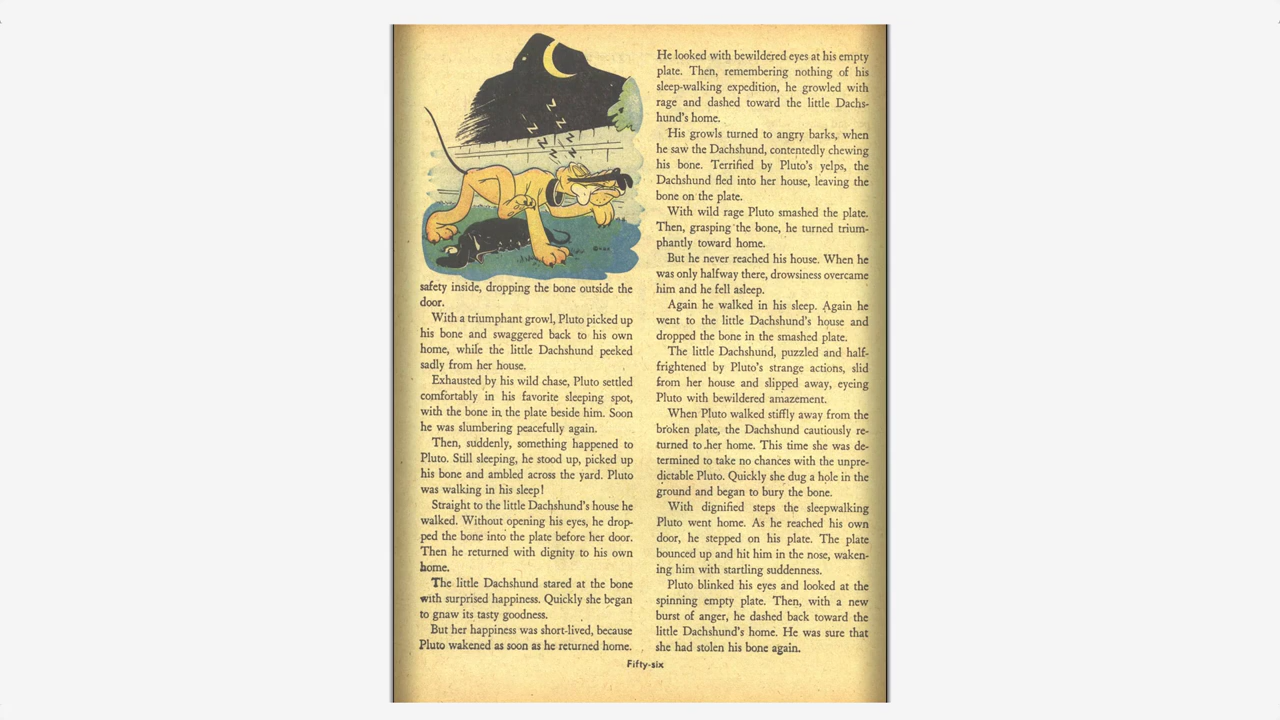 Z
Z
Z
Z
Z
Z
Z
safety inside, dropping the bone outside the
door.
With a triumphant growl, Pluto picked up
his bone and swaggered back to his own
home, while the little Dachshund peeked
sadly from her house.
Exhausted by his wild chase, Pluto settled
comfortably in his favorite sleeping spot,
with the bone in the plate beside him. Soon
he was slumbering peacefully again.
Then, suddenly, something happened to
Pluto. Still sleeping, he stood up, picked up
his bone and ambled across the yard. Pluto
was walking in his sleep!
Straight to the little Dachshund's house he
walked. Without opening his eyes, he drop-
ped the bone into the plate before her door.
Then he returned with dignity to his own
home.
The little Dachshund stared at the bone
with surprised happiness. Quickly she began
to gnaw its tasty goodness.
But her happiness was short-lived, because
Pluto wakened as soon as he returned home.
He looked with bewildered eyes at his empty
plate. Then, remembering nothing of his
sleep-walking expedition, he growled with
rage and dashed toward the little Dachs-
hund's home.
His growls turned to angry barks, when
he saw the Dachshund, contentedly chewing
his bone. Terrified by Pluto's yelps, the
Dachshund fled into her house, leaving the
bone on the plate.
With wild rage Pluto smashed the plate.
Then, grasping the bone, he turned trium-
phantly toward home.
But he never reached his house. When he
was only halfway there, drowsiness overcame
him and he fell asleep.
Again he walked in his sleep. Again he
went to the little Dachshund's house and
dropped the bone in the smashed plate.
The little Dachshund, puzzled and half-
frightened by Pluto's strange actions, slid
from her house and slipped away, eyeing
Pluto with bewildered amazement.
When Pluto walked stiffly away from the
broken plate, the Dachshund cautiously re-
turned to her home. This time she was de-
termined to take no chances with the unpre-
dictable Pluto. Quickly she dug a hole in the
ground and began to bury the bone.
With dignified steps the sleepwalking
Pluto went home. As he reached his own
door, he stepped on his plate. The plate
bounced up and hit him in the nose, waken-
ing him with startling suddenness.
Pluto blinked his eyes and looked at the
spinning empty plate. Then, with a new
burst of anger, he dashed back toward the
little Dachshund's home. He was sure that
she had stolen his bone again.
Fifty-six